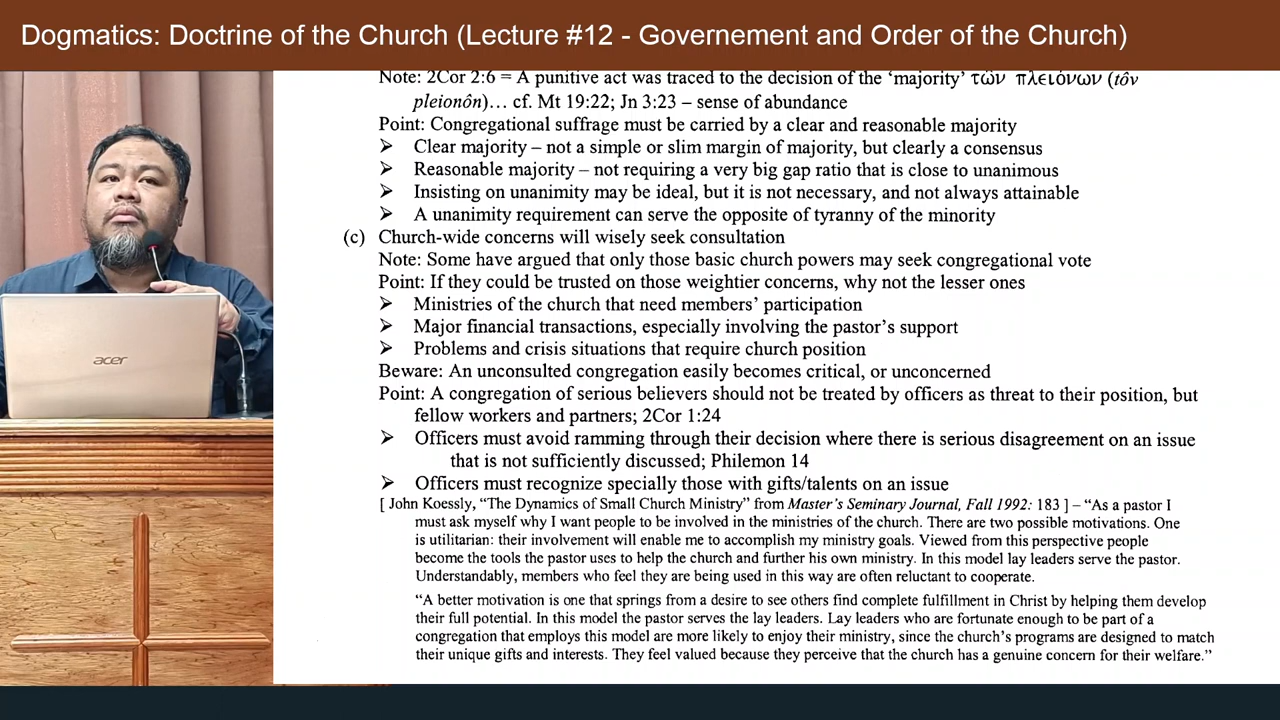 Dogmatics: Doctrine of the Church (Lecture #12 - Governement and Order of the Church)
Note: 2Cor 2:6 = A punitive act was traced to the decision of the ‘majority’ τῶν πλειόνων (tôn
pleionôn)… cf. Mt 19:22; Jn 3:23 – sense of abundance
Point: Congregational suffrage must be carried by a clear and reasonable majority
➢ Clear majority – not a simple or slim margin of majority, but clearly a consensus
➢ Reasonable majority – not requiring a very big gap ratio that is close to unanimous
➢ Insisting on unanimity may be ideal, but it is not necessary, and not always attainable
➢ A unanimity requirement can serve the opposite of tyranny of the minority
(c) Church-wide concerns will wisely seek consultation
Note: Some have argued that only those basic church powers may seek congregational vote
Point: If they could be trusted on those weightier concerns, why not the lesser ones
➢ Ministries of the church that need members’ participation
➢ Major financial transactions, especially involving the pastor’s support
➢ Problems and crisis situations that require church position
Beware: An unconsulted congregation easily becomes critical, or unconcerned
Point: A congregation of serious believers should not be treated by officers as threat to their position, but
fellow workers and partners; 2Cor 1:24
➢ Officers must avoid ramming through their decision where there is serious disagreement on an issue
that is not sufficiently discussed; Philemon 14
➢ Officers must recognize specially those with gifts/talents on an issue
[ John Koessly, “The Dynamics of Small Church Ministry” from Master’s Seminary Journal, Fall 1992: 183 ] – “As a pastor I
must ask myself why I want people to be involved in the ministries of the church. There are two possible motivations. One
is utilitarian: their involvement will enable me to accomplish my ministry goals. Viewed from this perspective people
become the tools the pastor uses to help the church and further his own ministry. In this model lay leaders serve the pastor.
Understandably, members who feel they are being used in this way are often reluctant to cooperate.
“A better motivation is one that springs from a desire to see others find complete fulfillment in Christ by helping them develop
their full potential. In this model the pastor serves the lay leaders. Lay leaders who are fortunate enough to be part of a
congregation that employs this model are more likely to enjoy their ministry, since the church’s programs are designed to match
their unique gifts and interests. They feel valued because they perceive that the church has a genuine concern for their welfare.”
acer